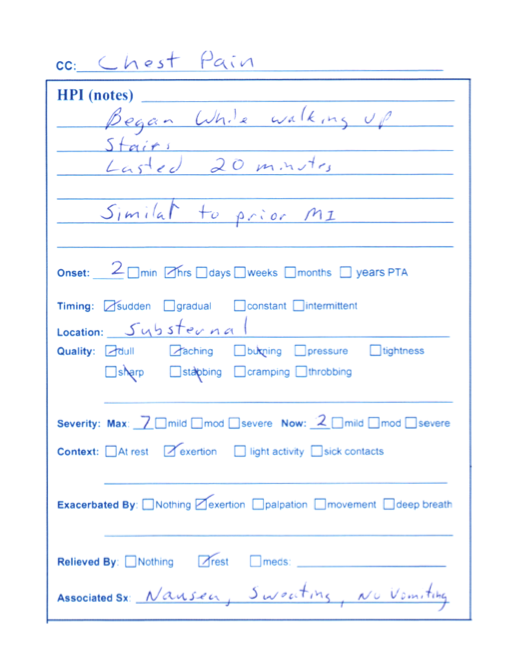 CC: Chest Pain
HPI (notes)
Began While walking up
Stairs
Lasted 20 minutes
Similar to prior MI
Onset: 2 ☐min ☑hrs ☐days ☐weeks ☐months ☐ years PTA
Timing: ☑sudden ☐gradual ☐constant ☐intermittent
Location: Substernal
Quality: ☑dull ☑aching ☐burning ☐pressure ☐tightness
☐sharp ☐stabbing ☐cramping ☐throbbing
Severity: Max: 7 ☐mild ☐mod ☐severe Now: 2 ☐mild ☐mod ☐severe
Context: ☐At rest ☑exertion ☐ light activity ☐sick contacts
Exacerbated By: ☐Nothing ☑exertion ☐palpation ☐movement ☐deep breath
Relieved By: ☐Nothing ☑rest ☐meds:
Associated Sx: Nausea, Sweating, No Vomiting